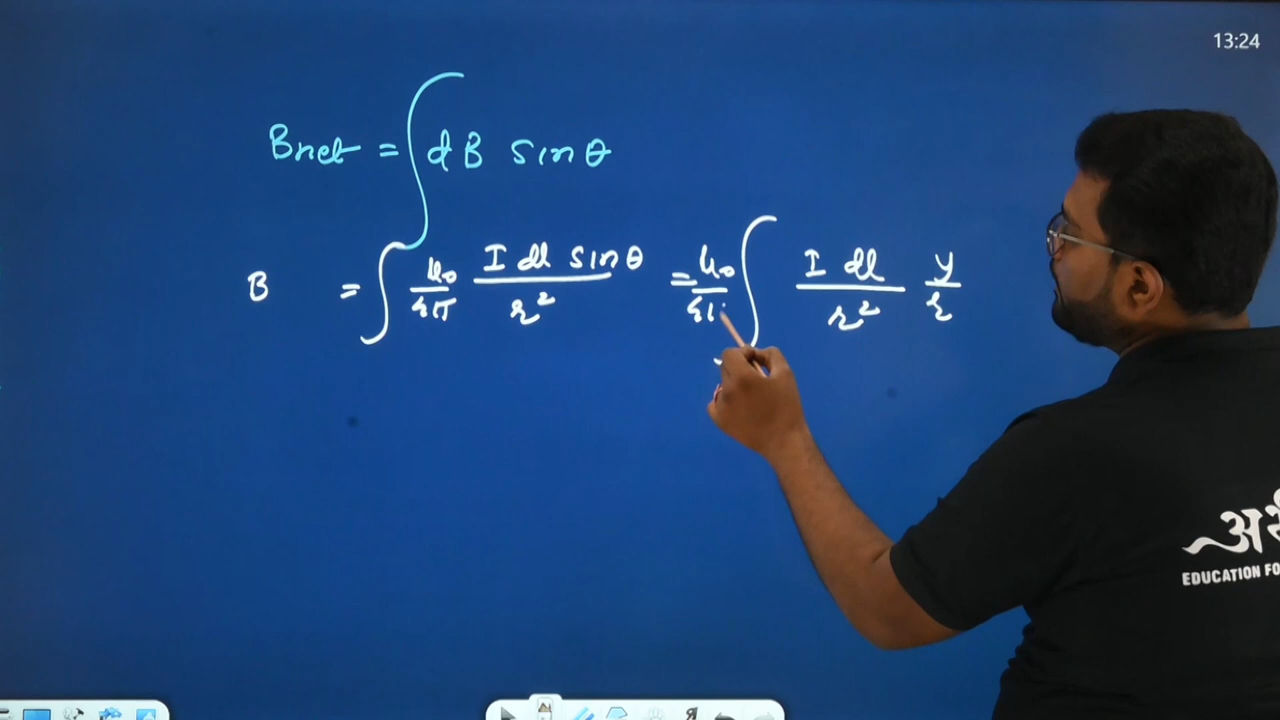 13:24
Bnet = ∫ dB sinθ
B = ∫ μ₀/4π I dl sinθ/r² = μ₀/4π ∫ I dl/r² y/r
EDUCATION FO